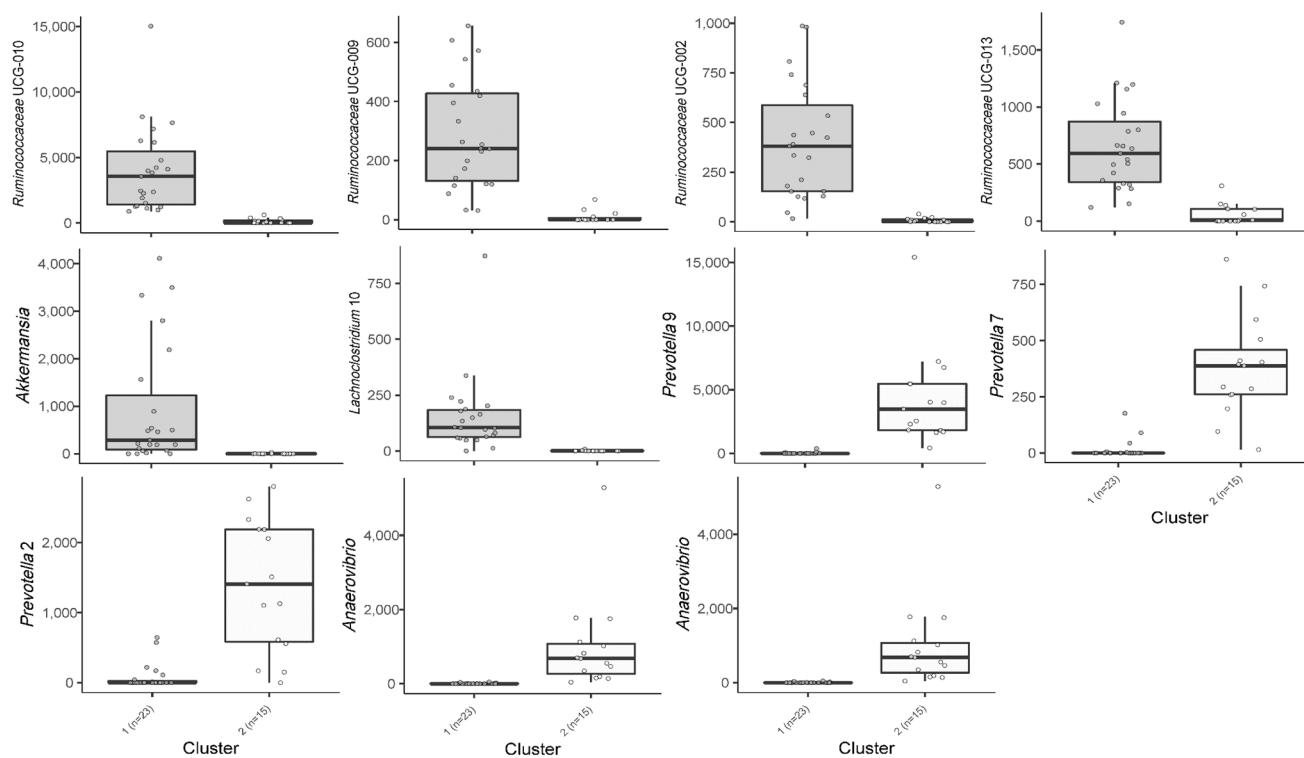 Ruminococcaceae UCG-010
15,000
10,000
5,000
0
Ruminococcaceae UCG-009
600
400
200
0
Ruminococcaceae UCG-002
1,000
750
500
250
0
Ruminococcaceae UCG-013
1,500
1000
500
0
Akkermansia
4,000
3,000
2,000
1,000
0
Lachnoclostridium 10
750
500
250
0
Prevotella 9
15,000
10,000
5,000
0
Prevotella 7
750
500
250
0
1 (n=23)
2 (n=15)
Cluster
Prevotella 2
2,000
1,000
0
1 (n=23)
2 (n=15)
Cluster
Anaerovibrio
4,000
2,000
0
1 (n=23)
2 (n=15)
Cluster
Anaerovibrio
4,000
2,000
0
1 (n=23)
2 (n=15)
Cluster